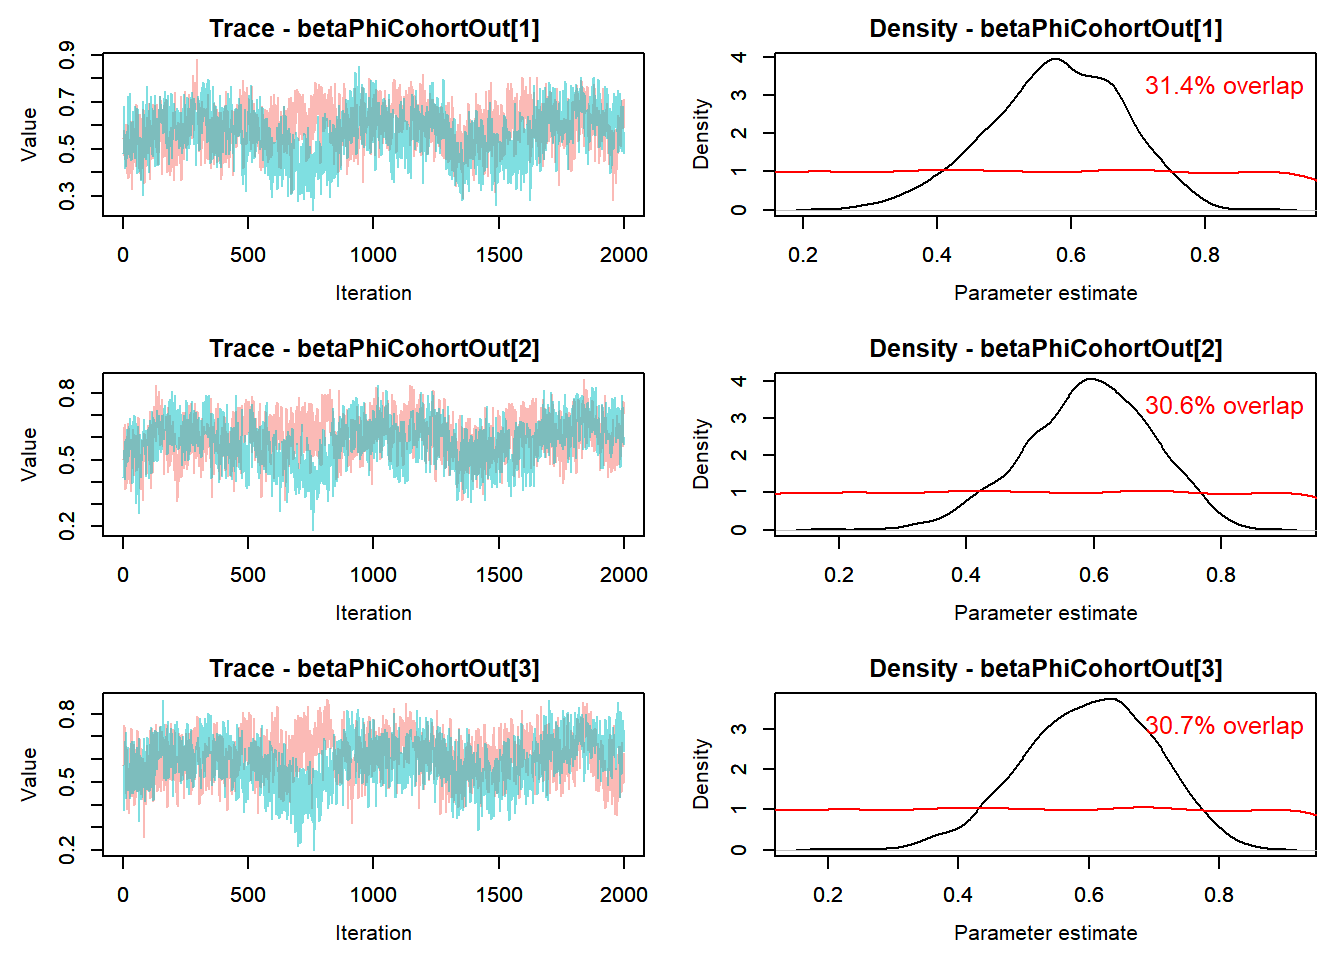 Trace - betaPhiCohortOut[1]
Value
0.3 0.5 0.7 0.9
0 500 1000 1500 2000
Iteration
Density - betaPhiCohortOut[1]
31.4% overlap
Density
0 1 2 3 4
0.2 0.4 0.6 0.8
Parameter estimate
Trace - betaPhiCohortOut[2]
Value
0.2 0.5 0.8
0 500 1000 1500 2000
Iteration
Density - betaPhiCohortOut[2]
30.6% overlap
Density
0 1 2 3 4
0.2 0.4 0.6 0.8
Parameter estimate
Trace - betaPhiCohortOut[3]
Value
0.2 0.5 0.8
0 500 1000 1500 2000
Iteration
Density - betaPhiCohortOut[3]
30.7% overlap
Density
0 1 2 3
0.2 0.4 0.6 0.8
Parameter estimate